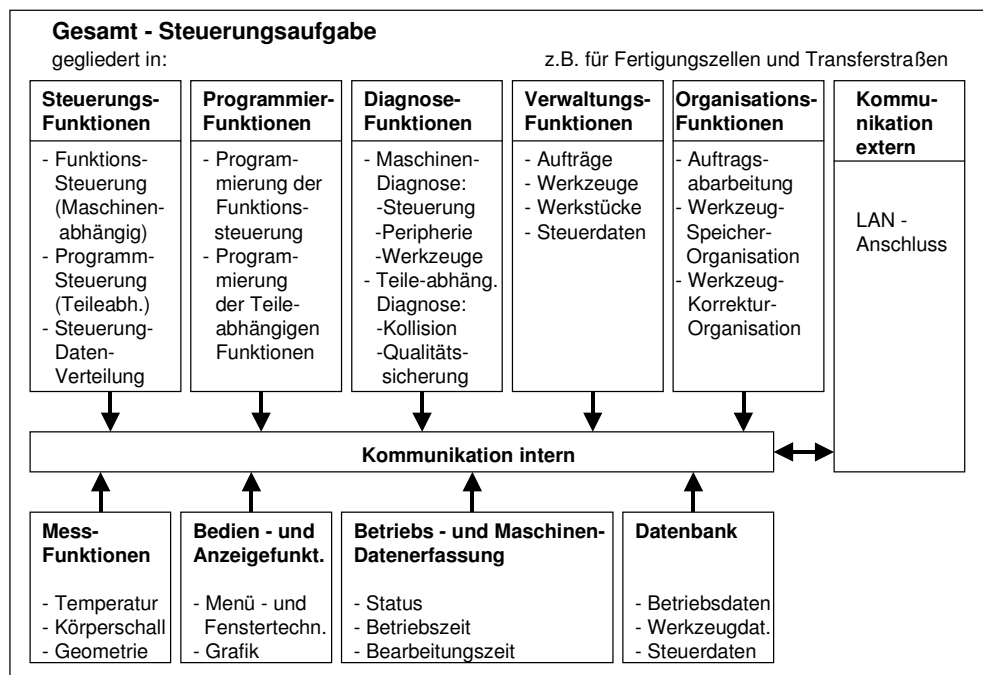 Gesamt - Steuerungsaufgabe
gegliedert in:
z.B. für Fertigungszellen und Transferstraßen
Steuerungs-
Funktionen
- Funktions-
Steuerung
(Maschinen-
abhängig)
- Programm-
Steuerung
(Teileabh.)
- Steuerung-
Daten-
Verteilung
Programmier-
Funktionen
- Program-
mierung der
Funktions-
steuerung
- Program-
mierung
der Teile-
abhängigen
Funktionen
Diagnose-
Funktionen
- Maschinen-
Diagnose:
-Steuerung
-Peripherie
-Werkzeuge
- Teile-abhäng.
Diagnose:
-Kollision
-Qualitäts-
sicherung
Verwaltungs-
Funktionen
- Aufträge
- Werkzeuge
- Werkstücke
- Steuerdaten
Organisations-
Funktionen
- Auftrags-
abarbeitung
- Werkzeug-
Speicher-
Organisation
- Werkzeug-
Korrektur-
Organisation
Kommu-
nikation
extern
LAN -
Anschluss
Kommunikation intern
Mess-
Funktionen
- Temperatur
- Körperschall
- Geometrie
Bedien - und
Anzeigefunkt.
- Menü - und
Fenstertechn.
- Grafik
Betriebs - und Maschinen-
Datenerfassung
- Status
- Betriebszeit
- Bearbeitungszeit
Datenbank
- Betriebsdaten
- Werkzeugdat.
- Steuerdaten